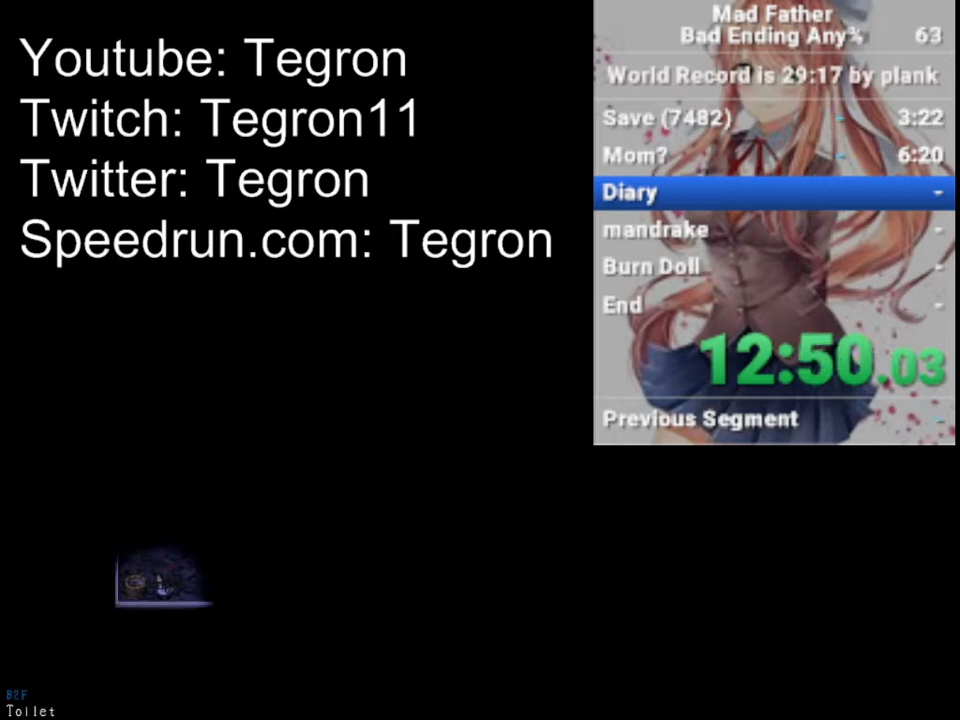 Youtube: Tegron
Twitch: Tegron11
Twitter: Tegron
Speedrun.com: Tegron
Mad Father
Bad Ending Any% 63
World Record is 29:17 by plank
Save (7482) - 3:22
Mom? - 6:20
Diary -
mandrake -
Burn Doll -
End -
12:50.03
Previous Segment -
B2F
Toilet